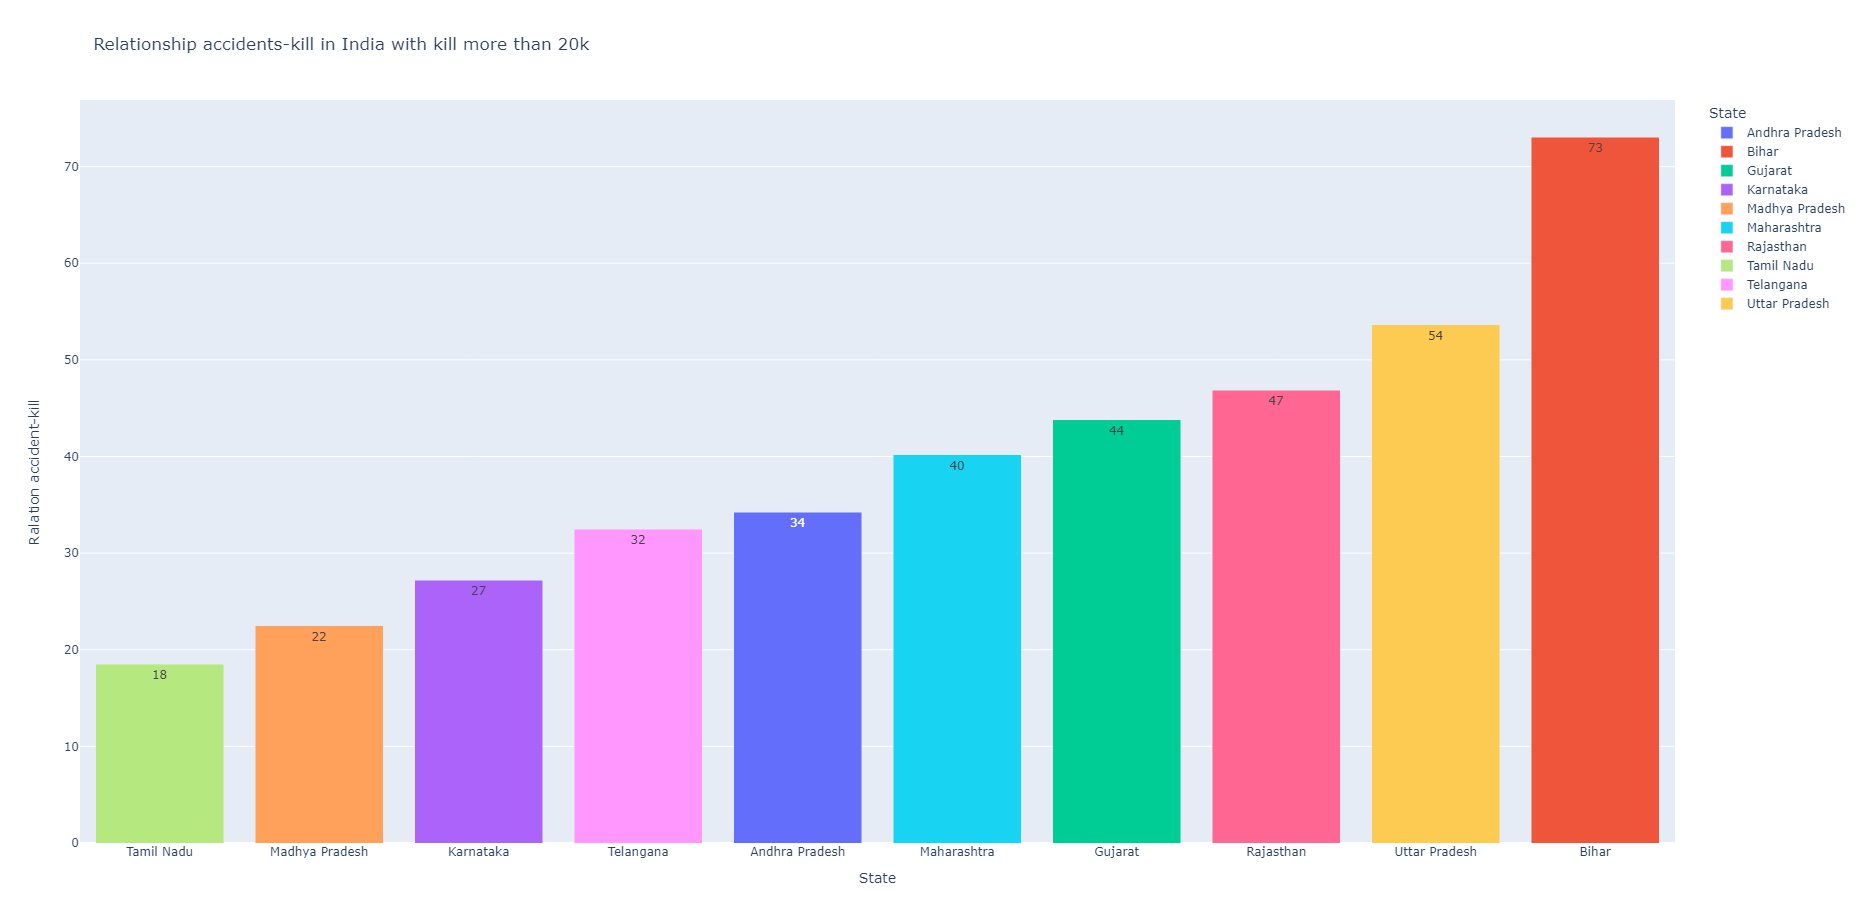 Relationship accidents-kill in India with kill more than 20k
State
Andhra Pradesh
Bihar
Gujarat
Karnataka
Madhya Pradesh
Maharashtra
Rajasthan
Tamil Nadu
Telangana
Uttar Pradesh
Ralation accident-kill
70
60
50
40
30
20
10
0
18
22
27
32
34
40
44
47
54
73
Tamil Nadu
Madhya Pradesh
Karnataka
Telangana
Andhra Pradesh
Maharashtra
Gujarat
Rajasthan
Uttar Pradesh
Bihar
State